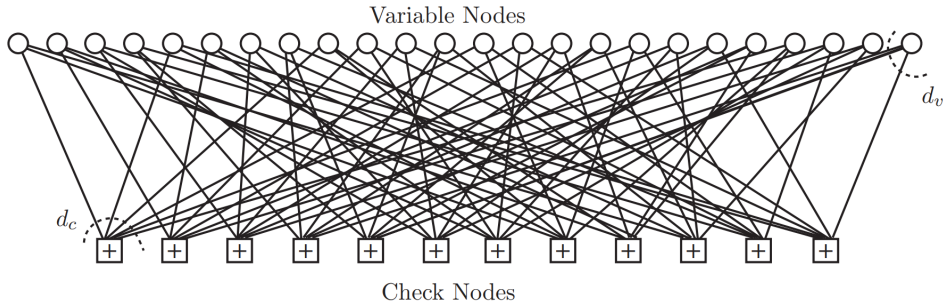 Variable Nodes
d_v
d_c
+ + + + + + + + + + + +
Check Nodes